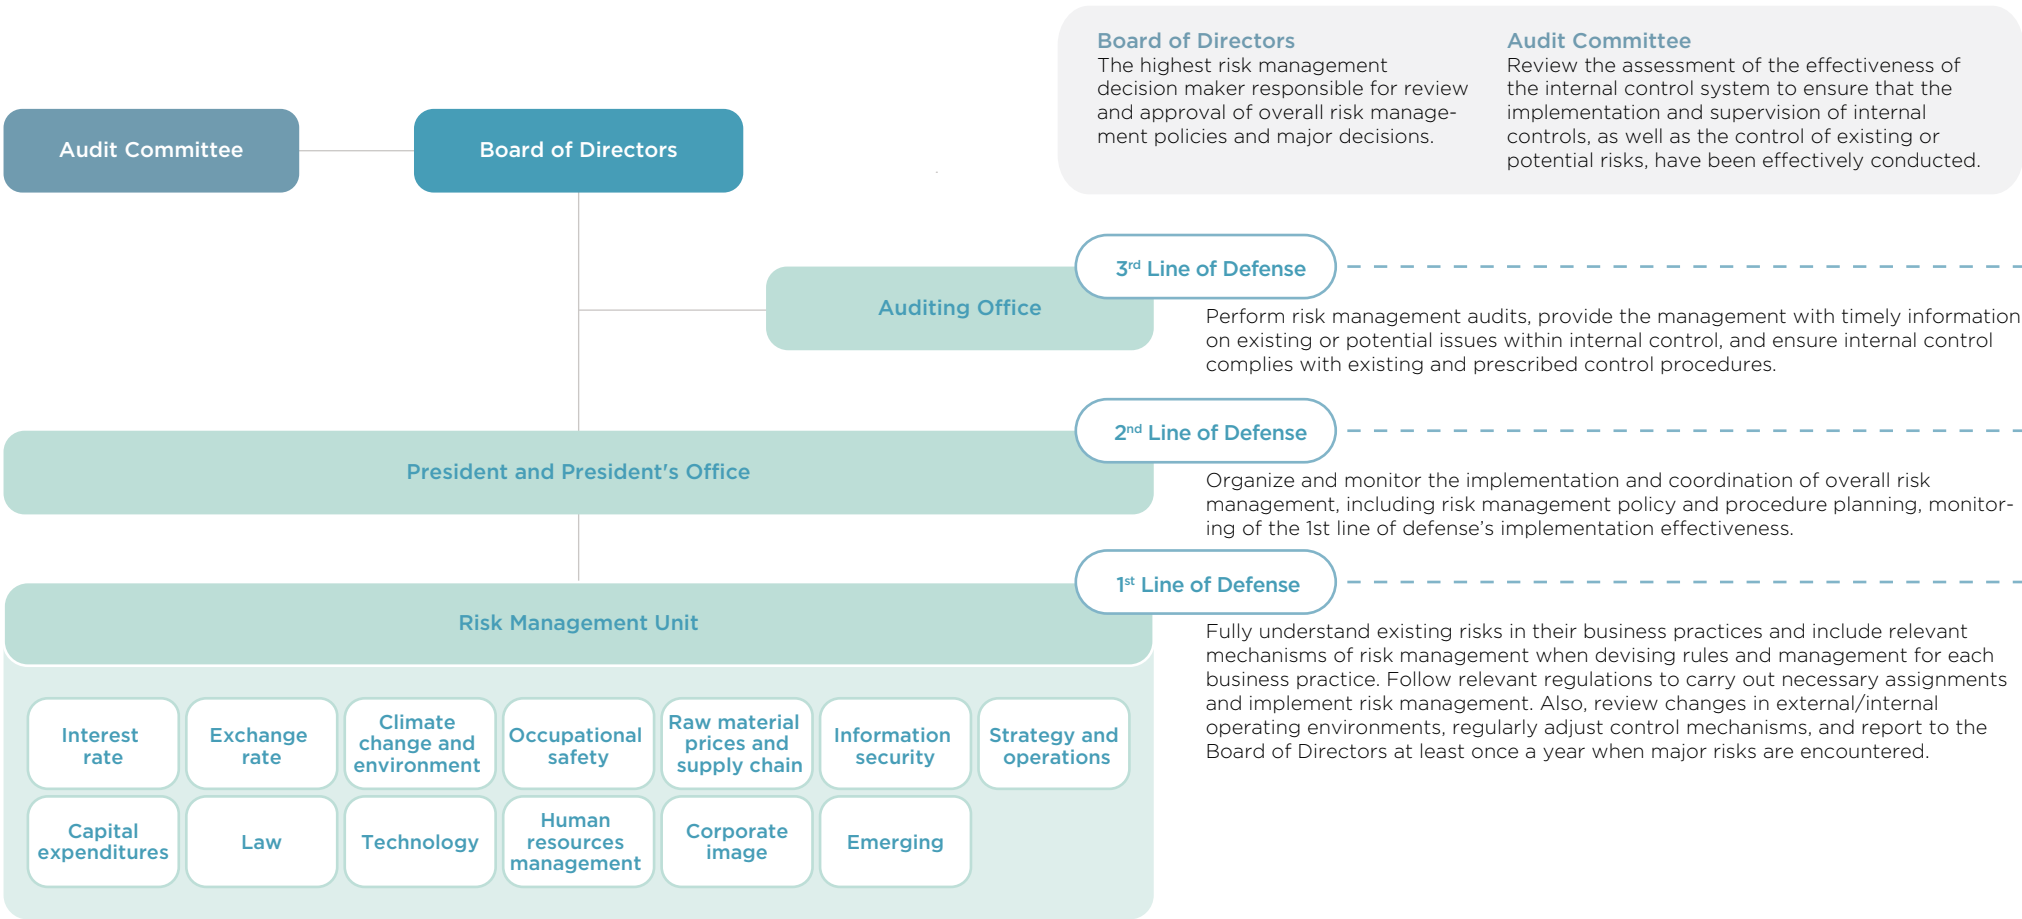 Board of Directors
The highest risk management
decision maker responsible for review
and approval of overall risk manage-
ment policies and major decisions.
Audit Committee
Review the assessment of the effectiveness of
the internal control system to ensure that the
implementation and supervision of internal
controls, as well as the control of existing or
potential risks, have been effectively conducted.
Audit Committee
Board of Directors
3rd Line of Defense
Auditing Office
Perform risk management audits, provide the management with timely information
on existing or potential issues within internal control, and ensure internal control
complies with existing and prescribed control procedures.
2nd Line of Defense
President and President's Office
Organize and monitor the implementation and coordination of overall risk
management, including risk management policy and procedure planning, monitor-
ing of the 1st line of defense’s implementation effectiveness.
1st Line of Defense
Risk Management Unit
Fully understand existing risks in their business practices and include relevant
mechanisms of risk management when devising rules and management for each
business practice. Follow relevant regulations to carry out necessary assignments
and implement risk management. Also, review changes in external/internal
operating environments, regularly adjust control mechanisms, and report to the
Board of Directors at least once a year when major risks are encountered.
Interest
rate
Exchange
rate
Climate
change and
environment
Occupational
safety
Raw material
prices and
supply chain
Information
security
Strategy and
operations
Capital
expenditures
Law
Technology
Human
resources
management
Corporate
image
Emerging